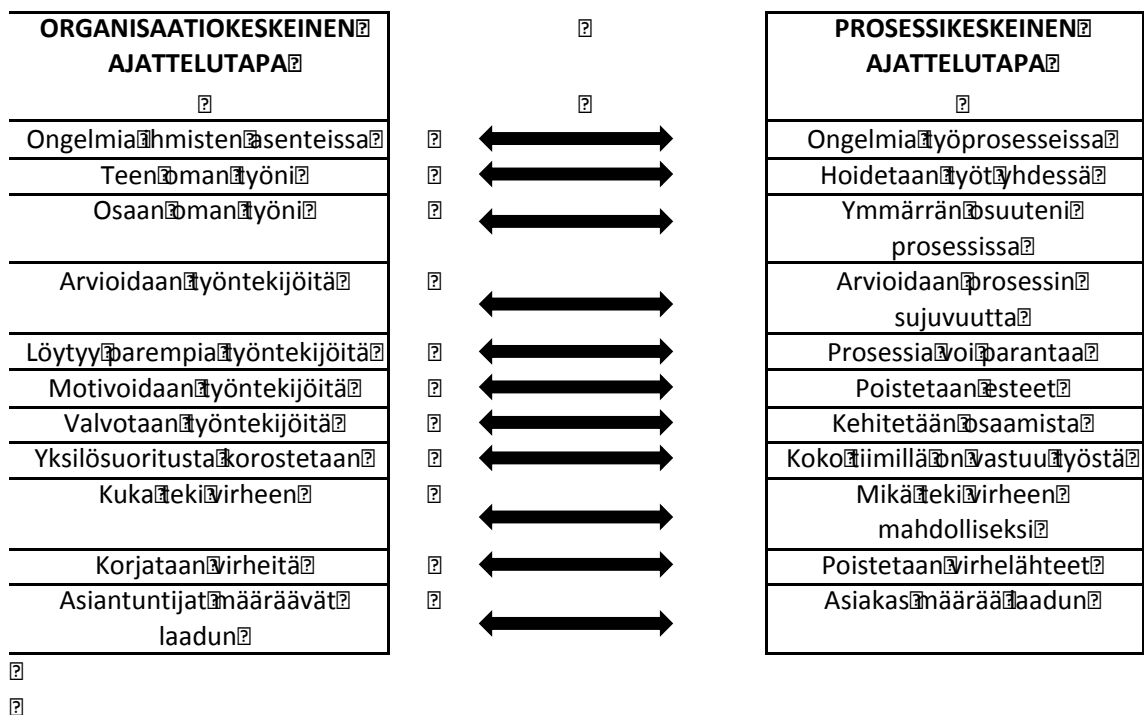 ORGANISAATIOKESKEINEN PROSESSIKESKEINEN
AJATTELUTAPA AJATTELUTAPA
Ongelmia ihmisten asenteissa Ongelmia työprosesseissa
Teen oman työni Hoidetaan työt yhdessä
Osaan oman työni Ymmärrän osuuteni
prosessissa
Arvioidaan työntekijöitä Arvioidaan prosessin
sujuvuutta
Löytyy parempia työntekijöitä Prosessia voi parantaa
Motivoidaan työntekijöitä Poistetaan esteet
Valvotaan työntekijöitä Kehitetään osaamista
Yksilösuoritusta korostetaan Koko tiimillä on vastuu työstä
Kuka teki virheen Mikä teki virheen
mahdolliseksi
Korjataan virheitä Poistetaan virhelähteet
Asiantuntijat määräävät Asiakas määrää laadun
laadun